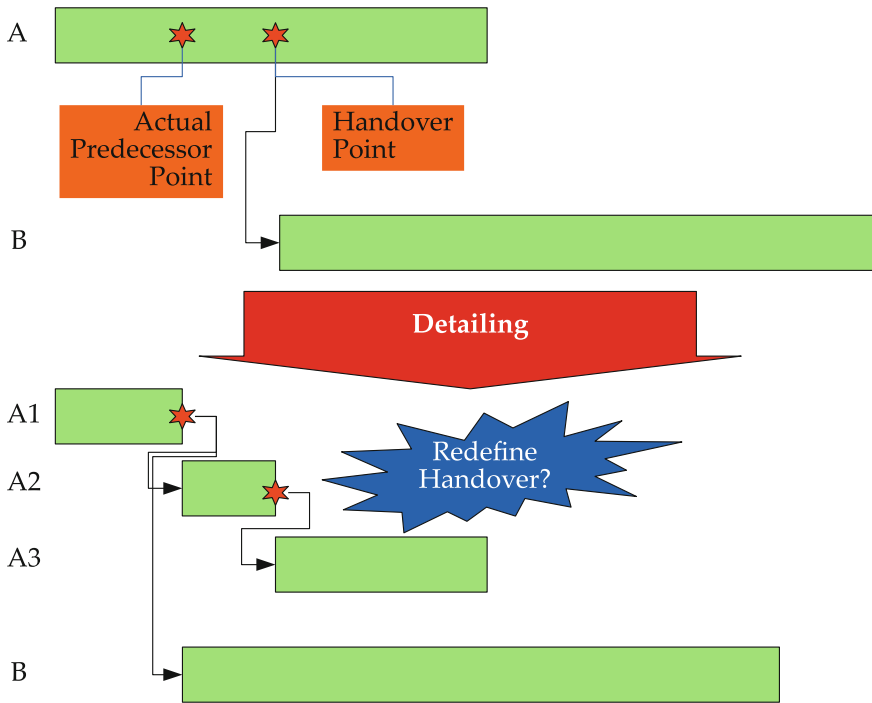 A
Actual
Predecessor
Point
Handover
Point
B
Detailing
A1
Redefine
Handover?
A2
A3
B